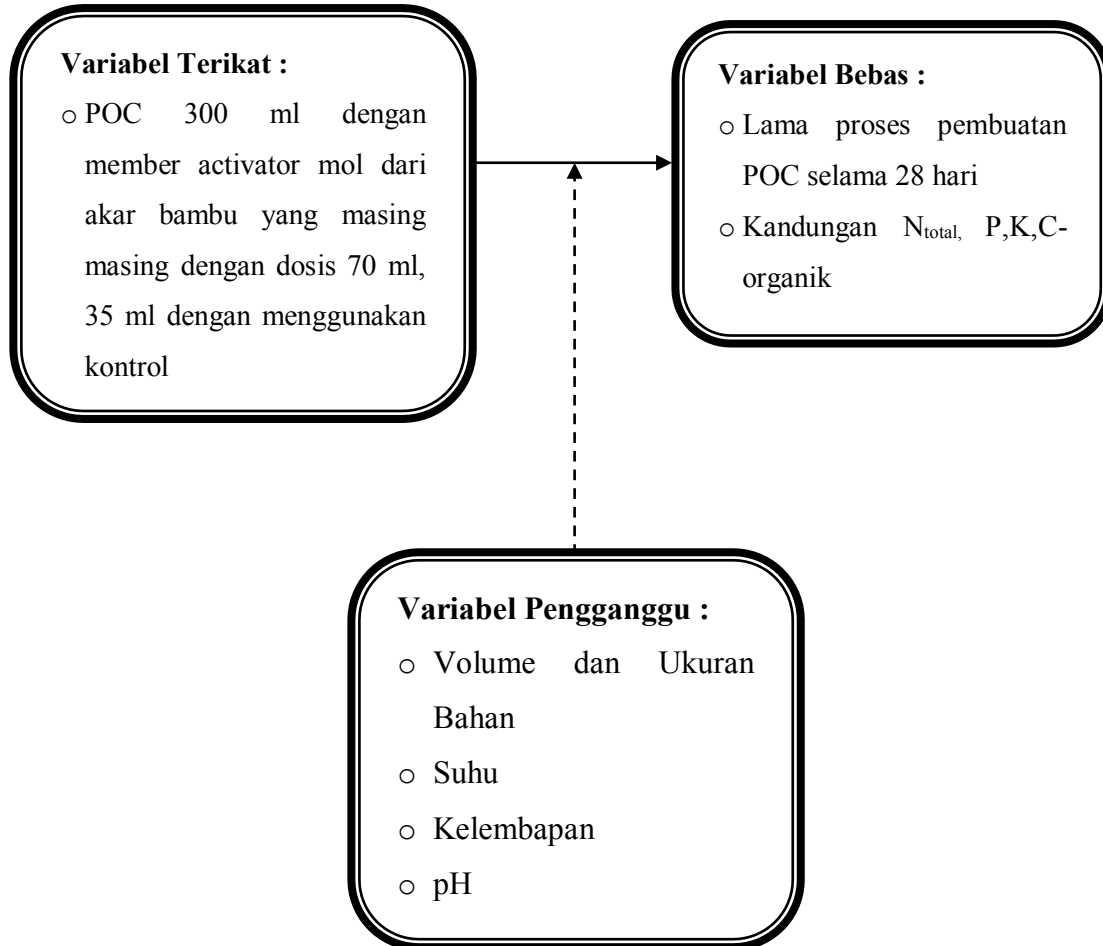 Variabel Terikat :
o POC 300 ml dengan
member activator mol dari
akar bambu yang masing
masing dengan dosis 70 ml,
35 ml dengan menggunakan
kontrol
Variabel Bebas :
o Lama proses pembuatan
POC selama 28 hari
o Kandungan Ntotal, P,K,C-
organik
Variabel Pengganggu :
o Volume dan Ukuran
Bahan
o Suhu
o Kelembapan
o pH